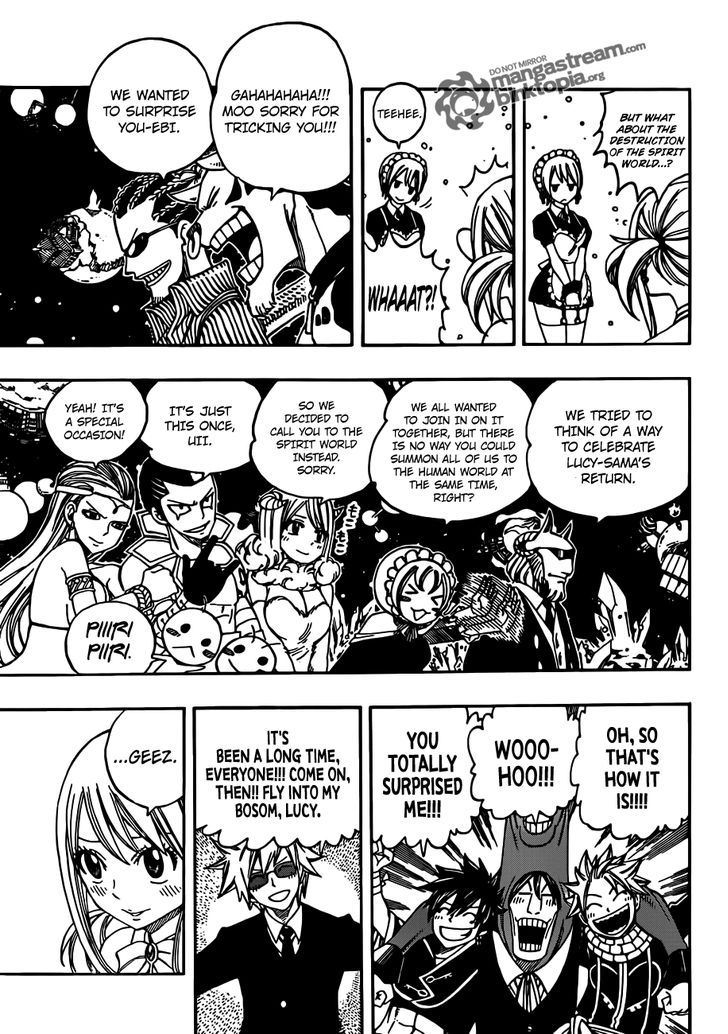 DO NOT MIRROR
mangastream.com
binktopia.org
BUT WHAT
ABOUT THE
DESTRUCTION
OF THE SPIRIT
WORLD...?
TEEHEE.
WHAAAT?!
GAHAHAHAHA!!!
MOO SORRY FOR
TRICKING YOU!!!
WE WANTED
TO SURPRISE
YOU-EBI.
WE TRIED TO
THINK OF A WAY
TO CELEBRATE
LUCY-SAMA'S
RETURN.
WE ALL WANTED
TO JOIN IN ON IT
TOGETHER, BUT THERE
IS NO WAY YOU COULD
SUMMON ALL OF US TO
THE HUMAN WORLD AT
THE SAME TIME,
RIGHT?
SO WE
DECIDED TO
CALL YOU TO THE
SPIRIT WORLD
INSTEAD.
SORRY.
IT'S JUST
THIS ONCE,
UII.
YEAH! IT'S
A SPECIAL
OCCASION!
PIIIRI
PIIRI.
OH, SO
THAT'S
HOW IT
IS!!!!
WOOO-
HOO!!!
YOU
TOTALLY
SURPRISED
ME!!!
IT'S
BEEN A LONG TIME,
EVERYONE!!! COME ON,
THEN!! FLY INTO MY
BOSOM, LUCY.
...GEEZ.